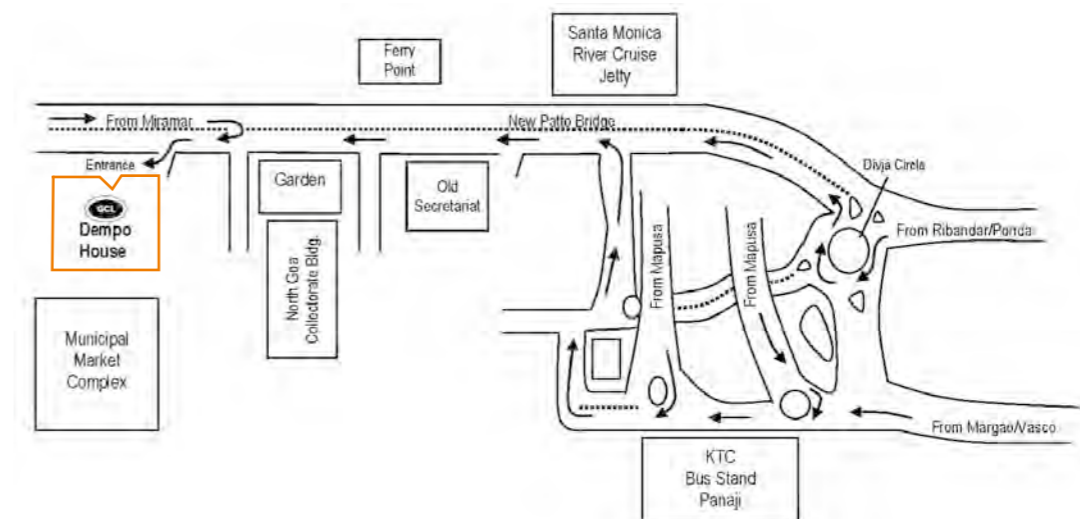 Santa Monica
River Cruise
Jetty
Ferry
Point
From Miramar
New Patto Bridge
Entrance
Divja Circle
GCL
Dempo
House
Garden
Old
Secretariat
North Goa
Collectorate Bldg.
From Mapusa
From Mapusa
From Ribandar/Ponda
Municipal
Market
Complex
From Margao/Vasco
KTC
Bus Stand
Panaji